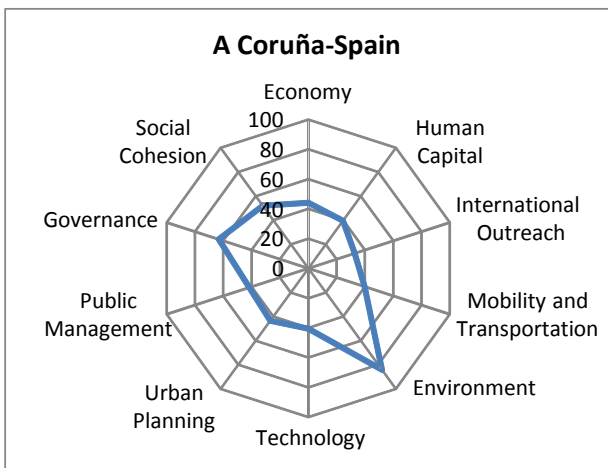 A Coruña-Spain
Economy
Human
Capital
International
Outreach
Mobility and
Transportation
Environment
Technology
Urban
Planning
Public
Management
Governance
Social
Cohesion
100
80
60
40
20
0